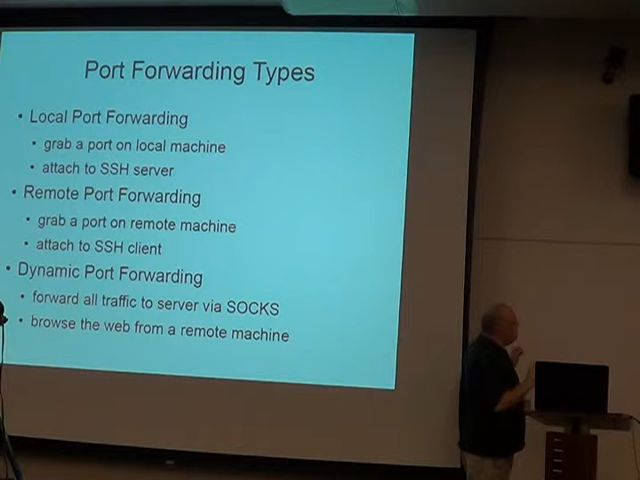 Port Forwarding Types
• Local Port Forwarding
• grab a port on local machine
• attach to SSH server
• Remote Port Forwarding
• grab a port on remote machine
• attach to SSH client
• Dynamic Port Forwarding
• forward all traffic to server via SOCKS
• browse the web from a remote machine